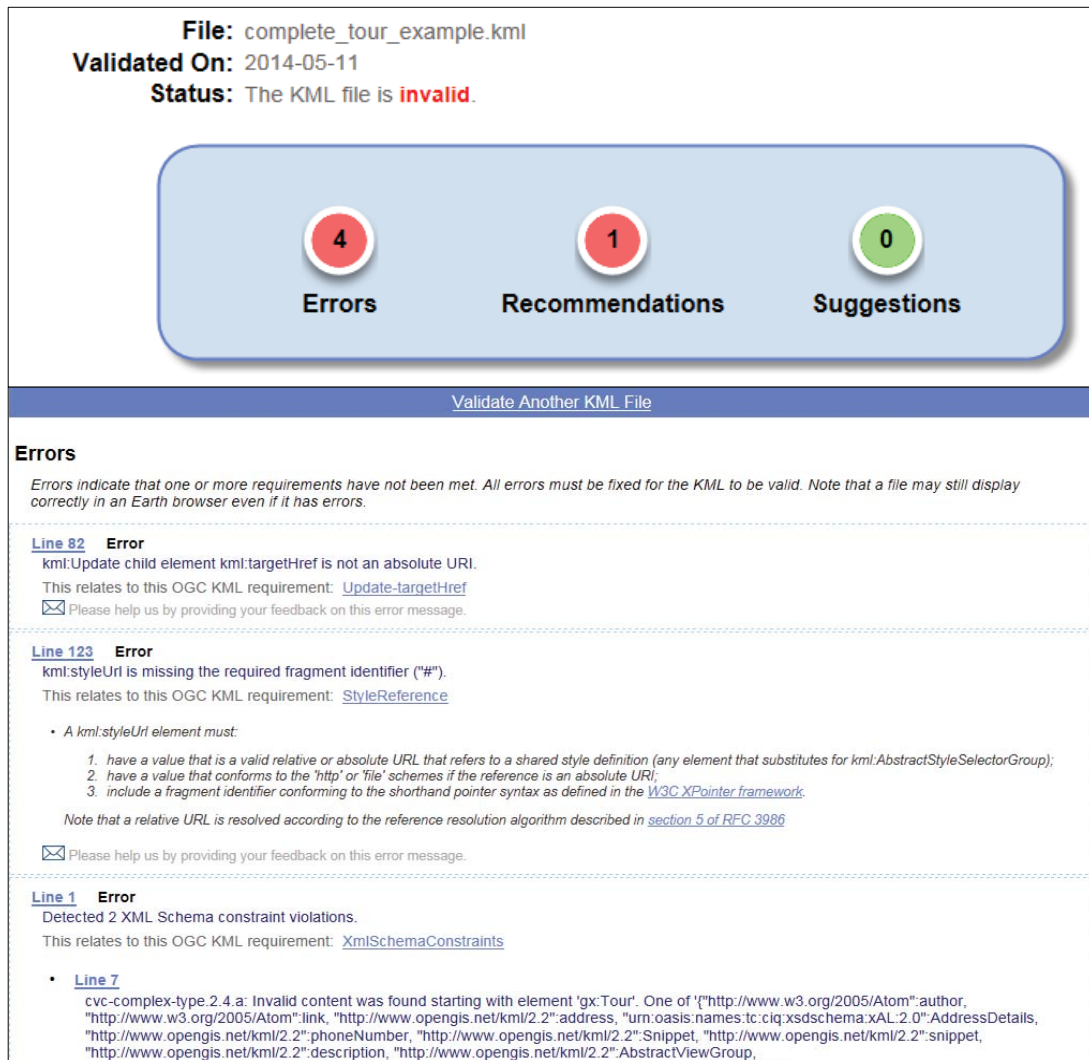 File: complete_tour_example.kml
Validated On: 2014-05-11
Status: The KML file is invalid.
4 1 0
Errors Recommendations Suggestions
Validate Another KML File
Errors
Errors indicate that one or more requirements have not been met. All errors must be fixed for the KML to be valid. Note that a file may still display
correctly in an Earth browser even if it has errors.
Line 82 Error
kml:Update child element kml:targetHref is not an absolute URI.
This relates to this OGC KML requirement: Update-targetHref
Please help us by providing your feedback on this error message.
Line 123 Error
kml:styleUrl is missing the required fragment identifier ("#").
This relates to this OGC KML requirement: StyleReference
• A kml:styleUrl element must:
1. have a value that is a valid relative or absolute URL that refers to a shared style definition (any element that substitutes for kml:AbstractStyleSelectorGroup);
2. have a value that conforms to the 'http' or 'file' schemes if the reference is an absolute URI;
3. include a fragment identifier conforming to the shorthand pointer syntax as defined in the W3C XPointer framework.
Note that a relative URL is resolved according to the reference resolution algorithm described in section 5 of RFC 3986
Please help us by providing your feedback on this error message.
Line 1 Error
Detected 2 XML Schema constraint violations.
This relates to this OGC KML requirement: XmlSchemaConstraints
• Line 7
cvc-complex-type.2.4.a: Invalid content was found starting with element 'gx:Tour'. One of '{"http://www.w3.org/2005/Atom":author,
"http://www.w3.org/2005/Atom":link, "http://www.opengis.net/kml/2.2":address, "urn:oasis:names:tc:ciq:xsdschema:xAL:2.0":AddressDetails,
"http://www.opengis.net/kml/2.2":phoneNumber, "http://www.opengis.net/kml/2.2":Snippet, "http://www.opengis.net/kml/2.2":snippet,
"http://www.opengis.net/kml/2.2":description, "http://www.opengis.net/kml/2.2":AbstractViewGroup,